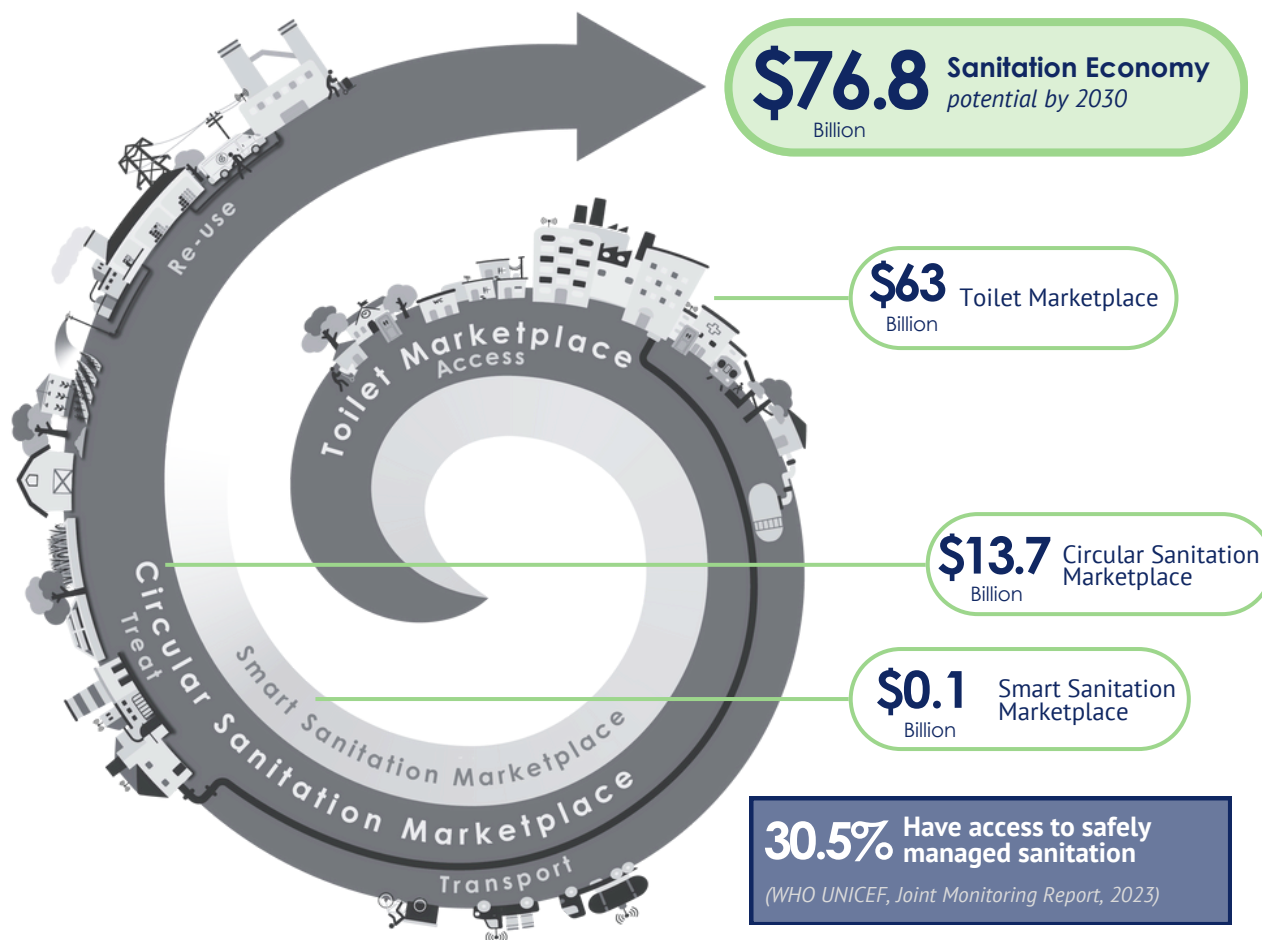 $76.8
Billion
Sanitation Economy
potential by 2030
Re-use
$63
Billion
Toilet Marketplace
WC
Toilet Marketplace
Access
$13.7
Billion
Circular Sanitation
Marketplace
Circular Sanitation Marketplace
Treat
Smart Sanitation Marketplace
$0.1
Billion
Smart Sanitation
Marketplace
Transport
30.5%
Have access to safely
managed sanitation
(WHO UNICEF, Joint Monitoring Report, 2023)